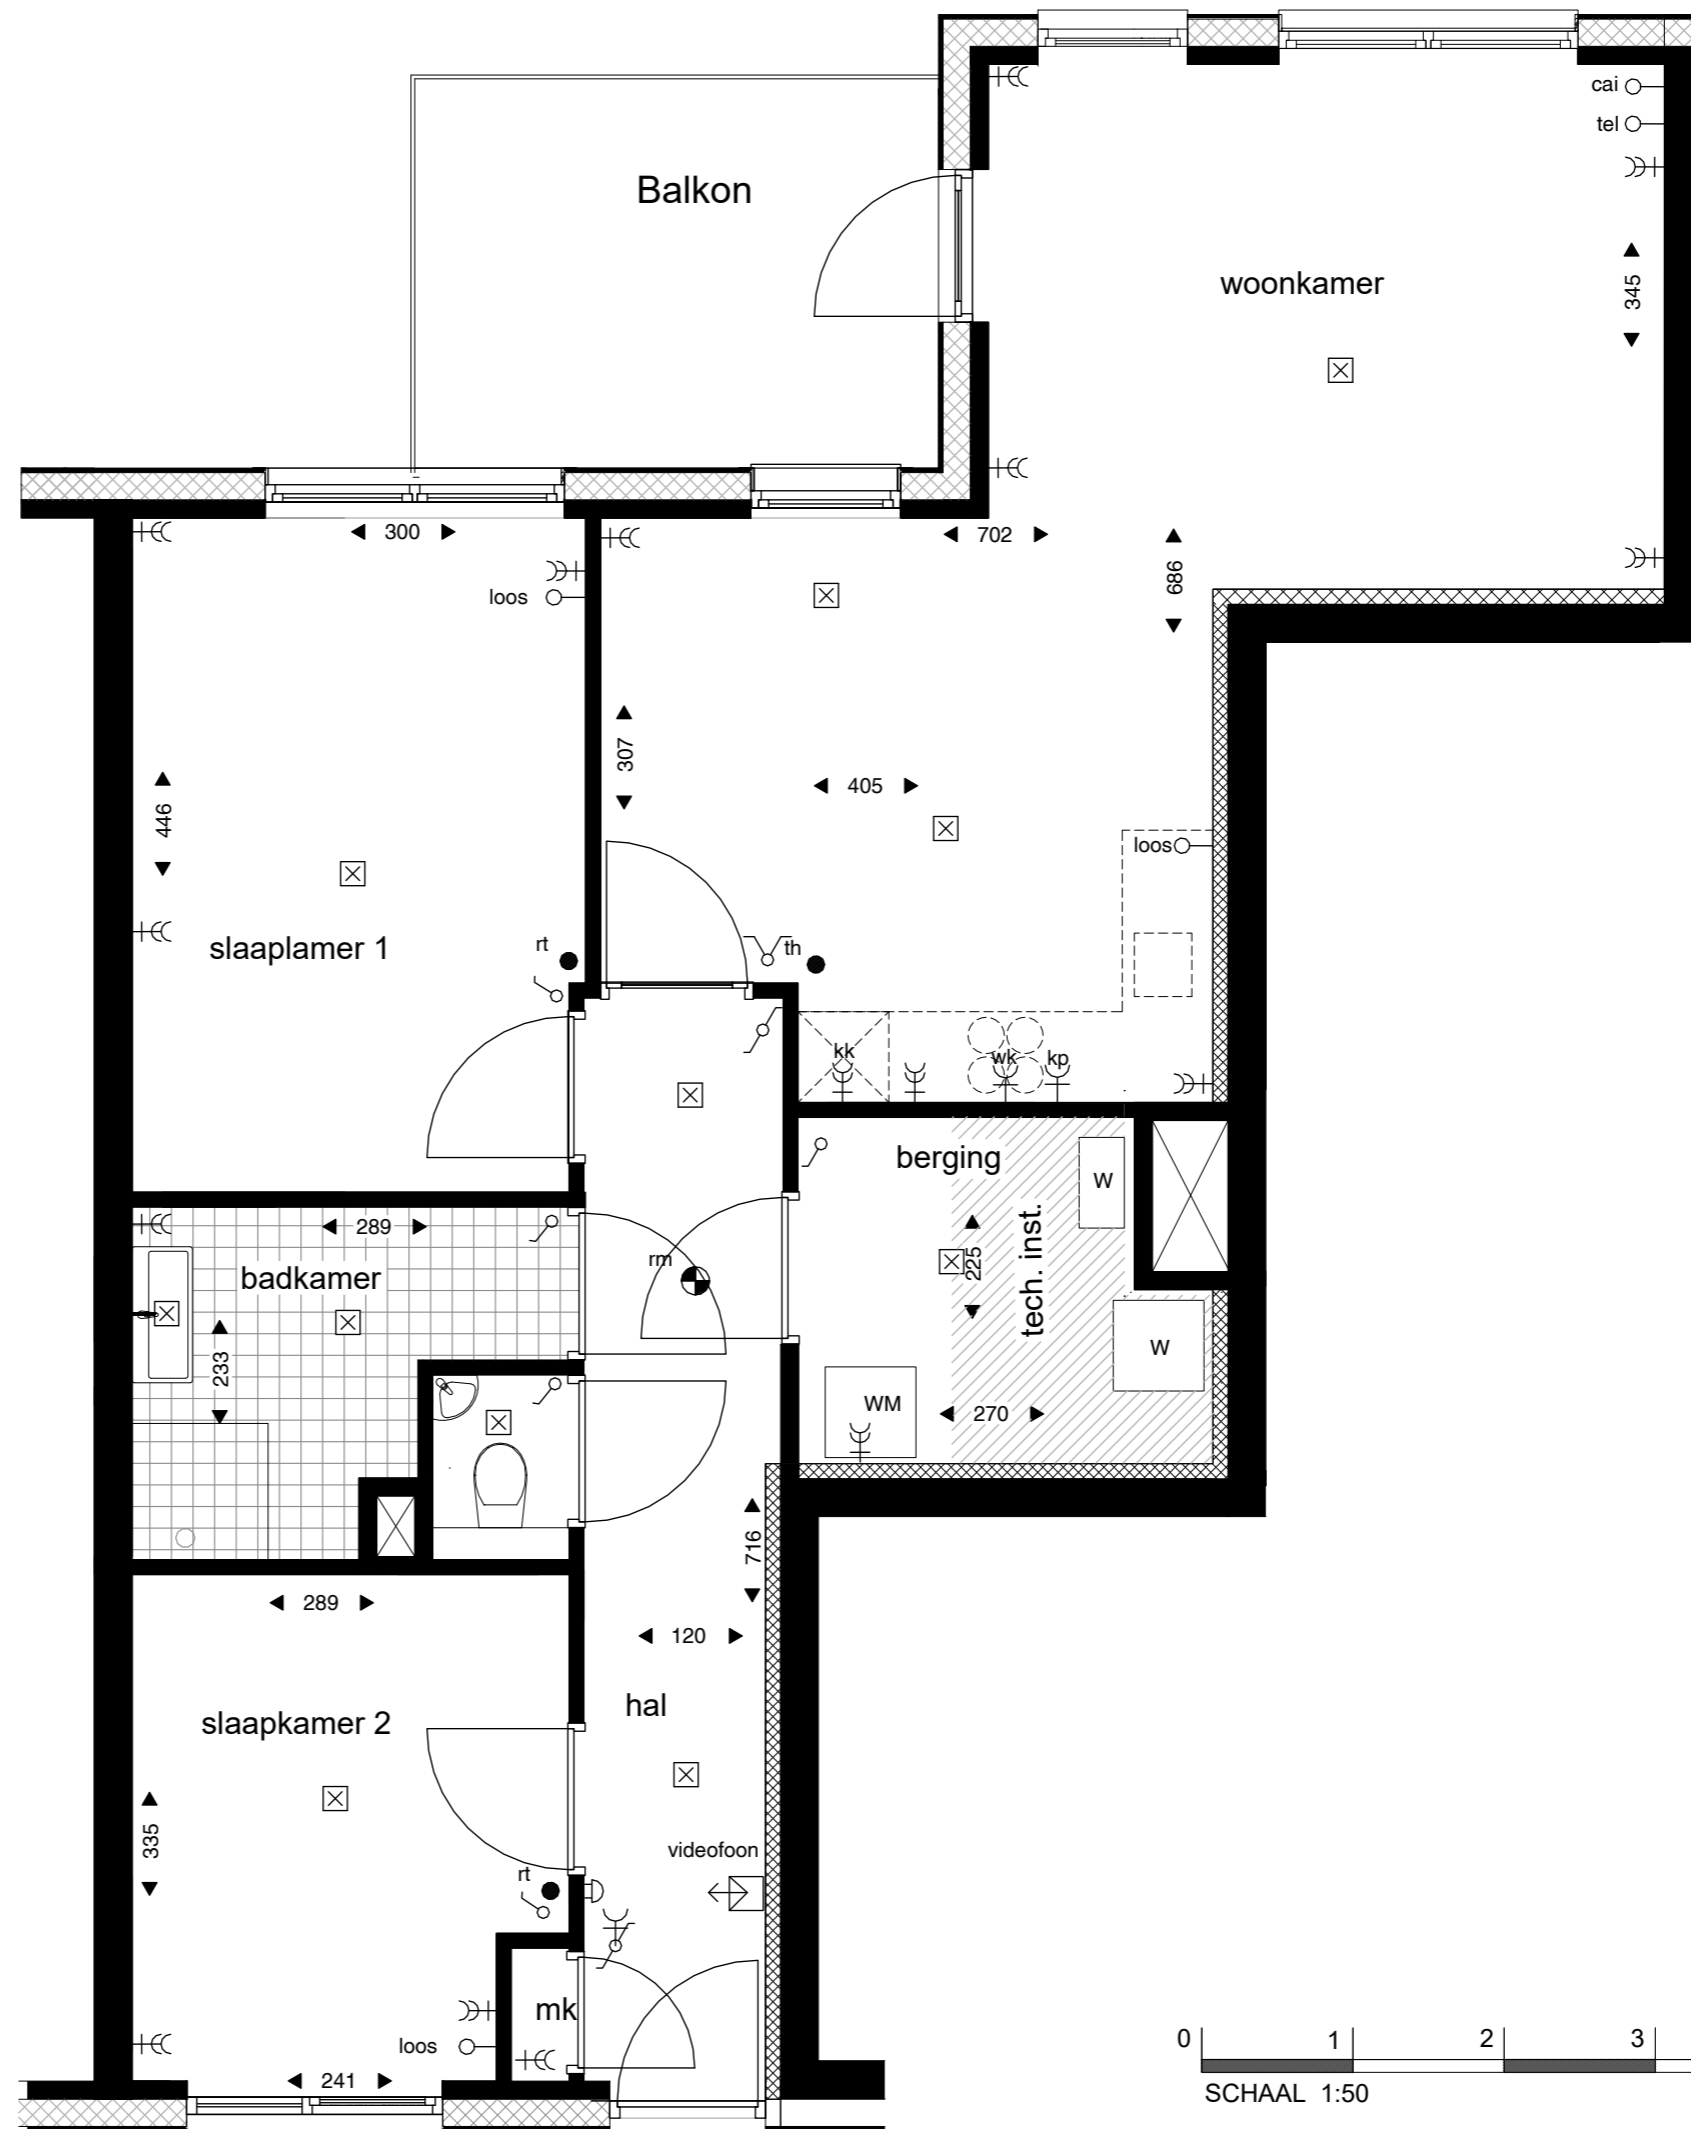 cai
tel
Balkon
woonkamer
345
300
702
loos
686
307
446
405
loos
slaaplamer 1
rt
th
kk
wk
kp
berging
W
289
rm
225
tech. inst.
badkamer
233
W
WM
270
716
289
120
hal
slaapkamer 2
335
videofoon
rt
mk
loos
241
0 1 2 3
SCHAAL 1:50